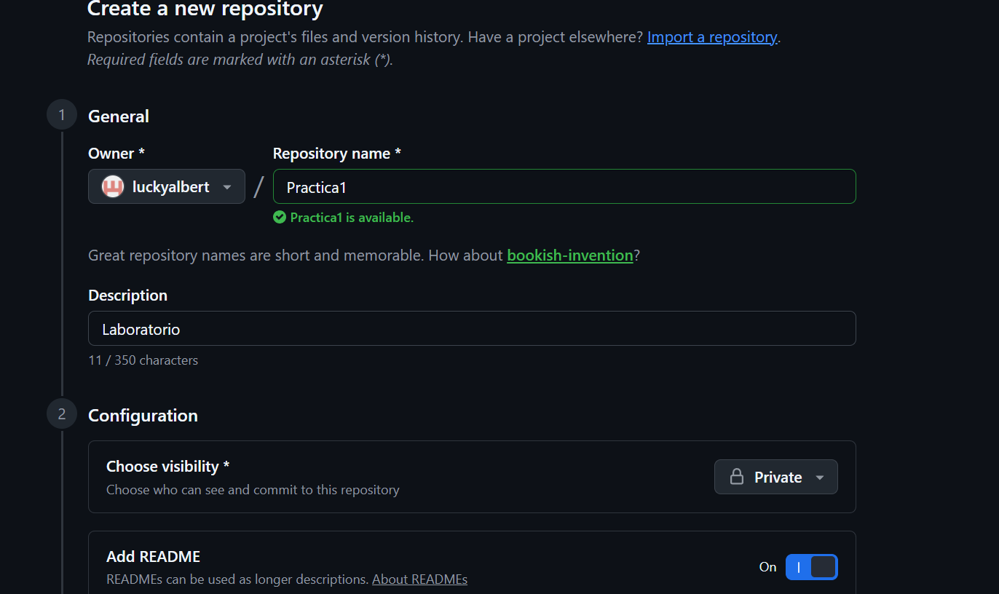 Create a new repository
Repositories contain a project's files and version history. Have a project elsewhere? Import a repository.
Required fields are marked with an asterisk (*).
1
General
Owner *
Repository name *
luckyalbert
/
Practica1
Practica1 is available.
Great repository names are short and memorable. How about bookish-invention?
Description
Laboratorio
11 / 350 characters
2
Configuration
Choose visibility *
Choose who can see and commit to this repository
Private
Add README
READMEs can be used as longer descriptions. About READMEs
On